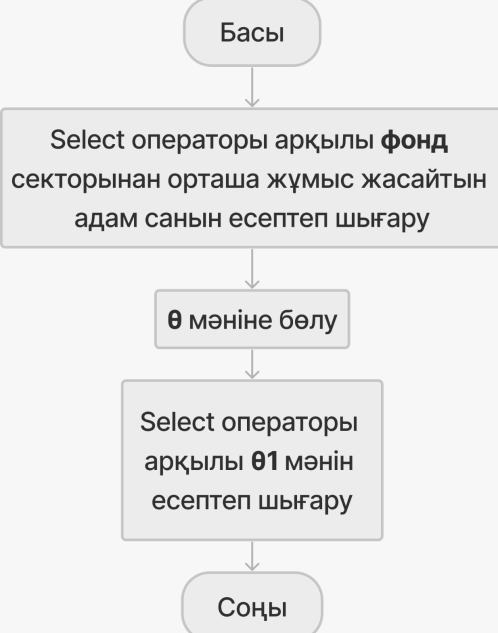 Басы
Select операторы арқылы фонд
секторынан орташа жұмыс жасайтын
адам санын есептеп шығару
θ мәніне бөлу
Select операторы
арқылы θ1 мәнін
есептеп шығару
Соңы